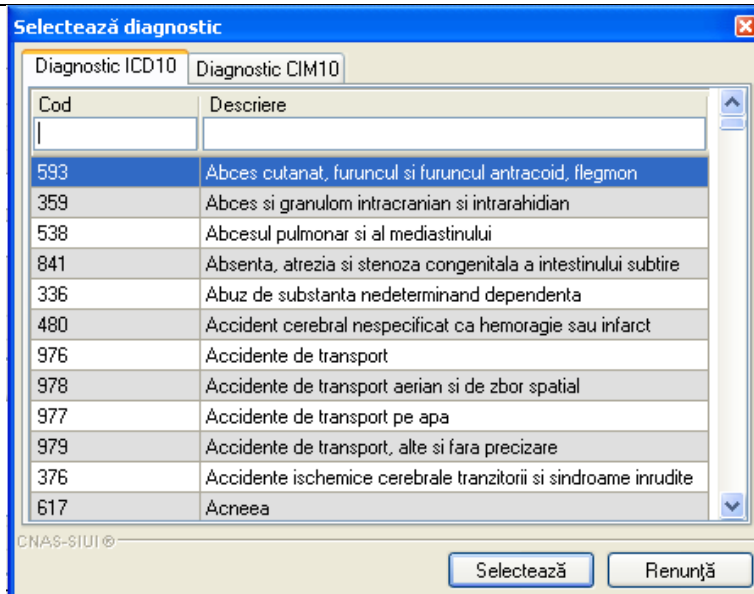 Selectează diagnostic
Diagnostic ICD10 Diagnostic CIM10
Cod Descriere
593 Abces cutanat, furuncul si furuncul antracoid, flegmon
359 Abces si granulom intracranian si intrarahidian
538 Abcesul pulmonar si al mediastinului
841 Absenta, atrezia si stenoza congenitala a intestinului subtire
336 Abuz de substanta nedeterminand dependenta
480 Accident cerebral nespecificat ca hemoragie sau infarct
976 Accidente de transport
978 Accidente de transport aerian si de zbor spatial
977 Accidente de transport pe apa
979 Accidente de transport, alte si fara precizare
376 Accidente ischemice cerebrale tranzitorii si sindroame inrudite
617 Acneea
CNAS-SIUI ®
Selectează Renunţă